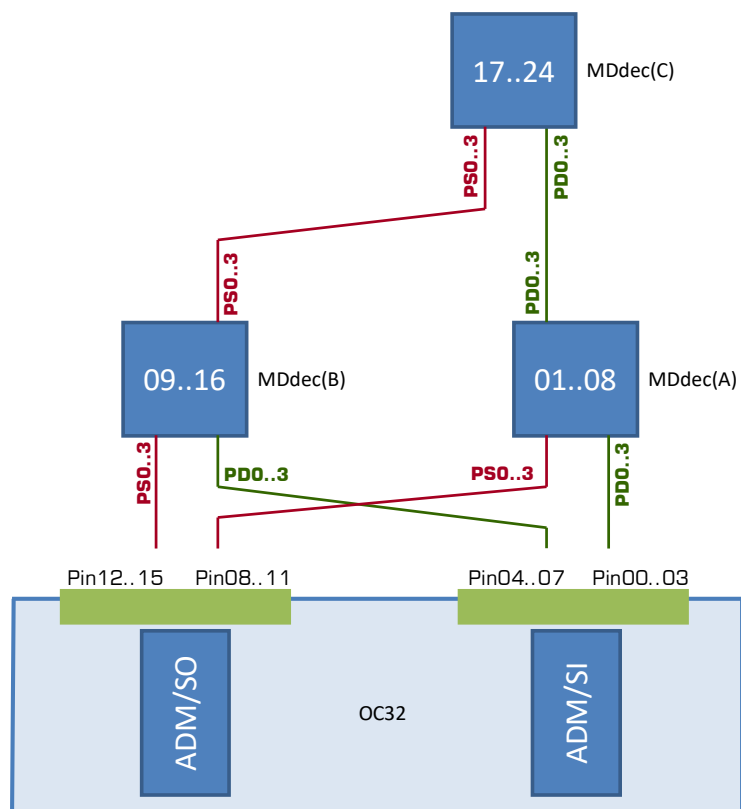 17..24
MDdec(C)
PS0..3
PD0..3
PS0..3
PD0..3
09..16
MDdec(B)
01..08
MDdec(A)
PS0..3
PD0..3
PS0..3
PD0..3
Pin12..15
Pin08..11
Pin04..07
Pin00..03
ADM/SO
OC32
ADM/SI